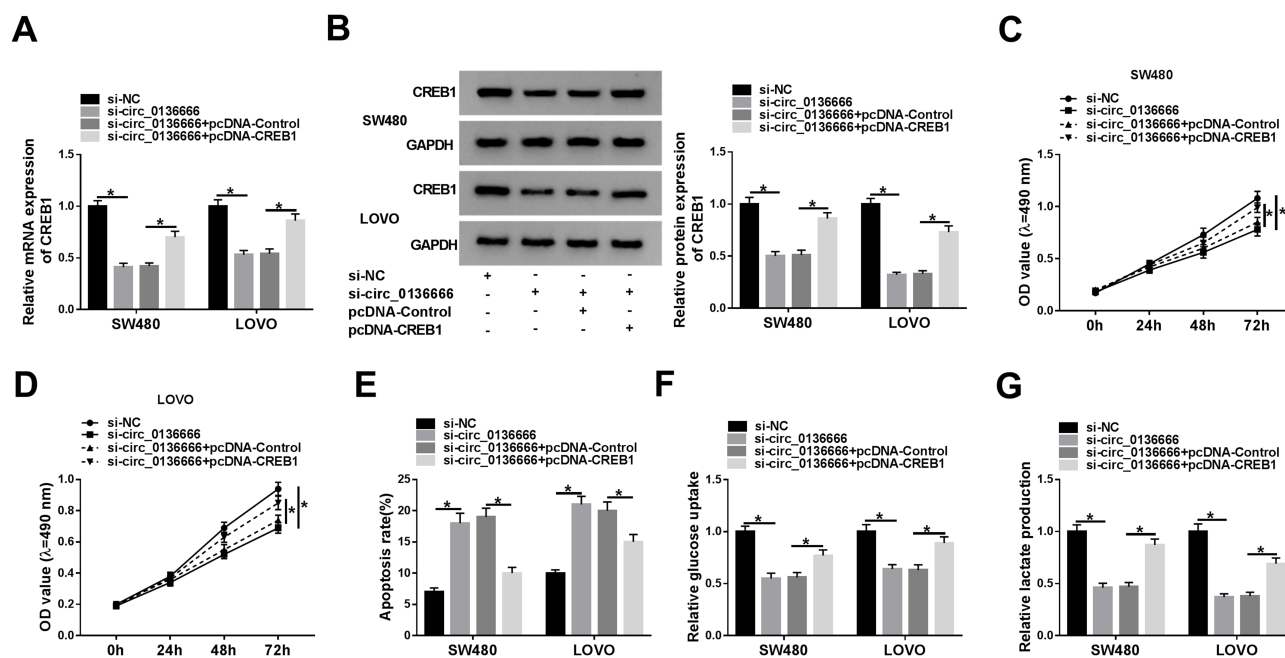 A
si-NC
si-circ_0136666
si-circ_0136666+pcDNA-Control
si-circ_0136666+pcDNA-CREB1
Relative mRNA expression
of CREB1
1.5
1.0
0.5
0.0
* * * *
SW480 LOVO
B
CREB1
SW480
GAPDH
CREB1
LOVO
GAPDH
si-NC + - - -
si-circ_0136666 - + + +
pcDNA-Control - - + -
pcDNA-CREB1 - - - +
si-NC
si-circ_0136666
si-circ_0136666+pcDNA-Control
si-circ_0136666+pcDNA-CREB1
Relative protein expression
of CREB1
1.5
1.0
0.5
0.0
* * * *
SW480 LOVO
C
SW480
si-NC
si-circ_0136666
si-circ_0136666+pcDNA-Control
si-circ_0136666+pcDNA-CREB1
OD value (λ=490 nm)
1.5
1.0
0.5
0.0
* *
0h 24h 48h 72h
D
LOVO
si-NC
si-circ_0136666
si-circ_0136666+pcDNA-Control
si-circ_0136666+pcDNA-CREB1
OD value (λ=490 nm)
1.0
0.8
0.6
0.4
0.2
0.0
* *
0h 24h 48h 72h
E
si-NC
si-circ_0136666
si-circ_0136666+pcDNA-Control
si-circ_0136666+pcDNA-CREB1
Apoptosis rate(%)
25
20
15
10
5
0
* * * *
SW480 LOVO
F
si-NC
si-circ_0136666
si-circ_0136666+pcDNA-Control
si-circ_0136666+pcDNA-CREB1
Relative glucose uptake
1.5
1.0
0.5
0.0
* * * *
SW480 LOVO
G
si-NC
si-circ_0136666
si-circ_0136666+pcDNA-Control
si-circ_0136666+pcDNA-CREB1
Relative lactate production
1.5
1.0
0.5
0.0
* * * *
SW480 LOVO